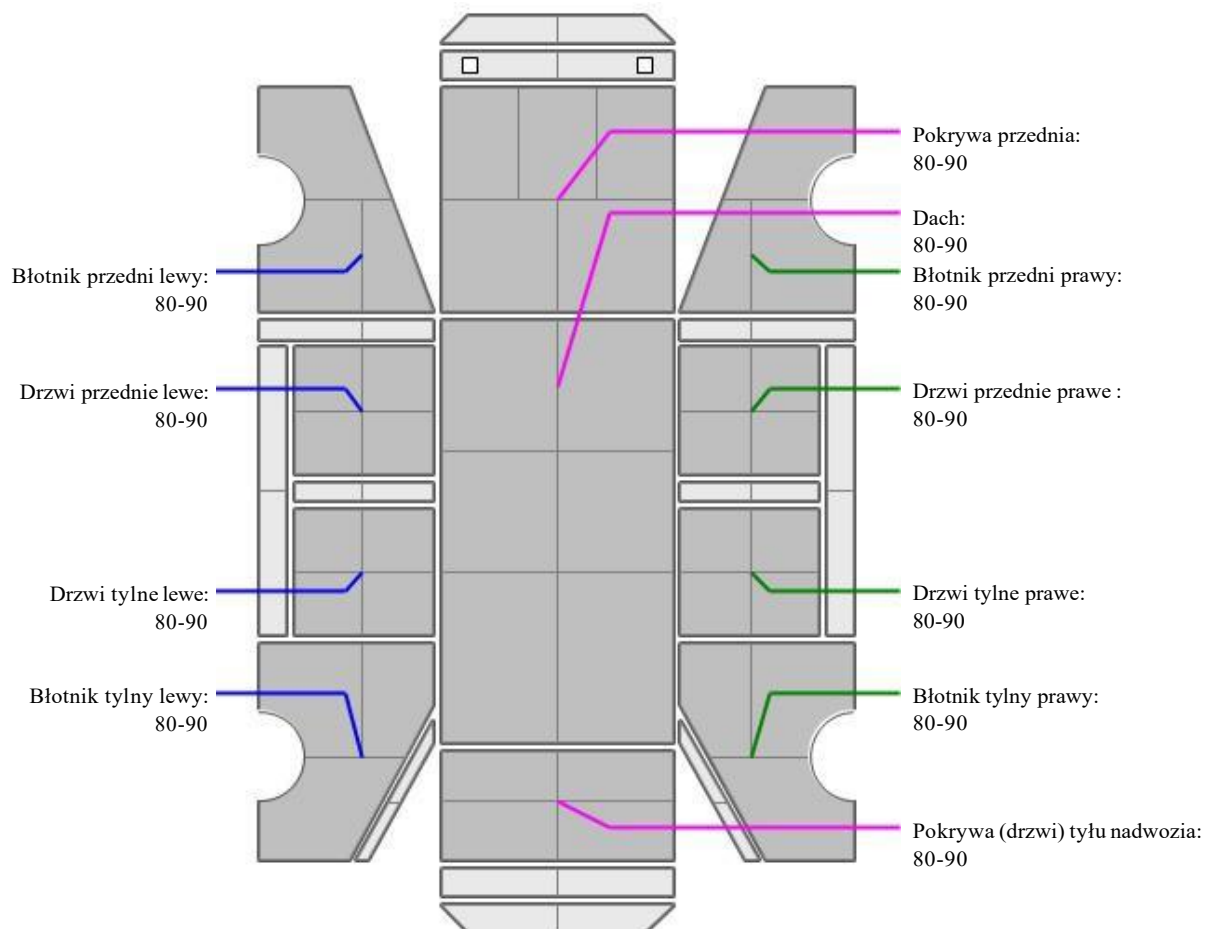 Pokrywa przednia:
80-90
Dach:
80-90
Błotnik przedni lewy:
80-90
Błotnik przedni prawy:
80-90
Drzwi przednie lewe:
80-90
Drzwi przednie prawe :
80-90
Drzwi tylne lewe:
80-90
Drzwi tylne prawe:
80-90
Błotnik tylny lewy:
80-90
Błotnik tylny prawy:
80-90
Pokrywa (drzwi) tyłu nadwozia:
80-90